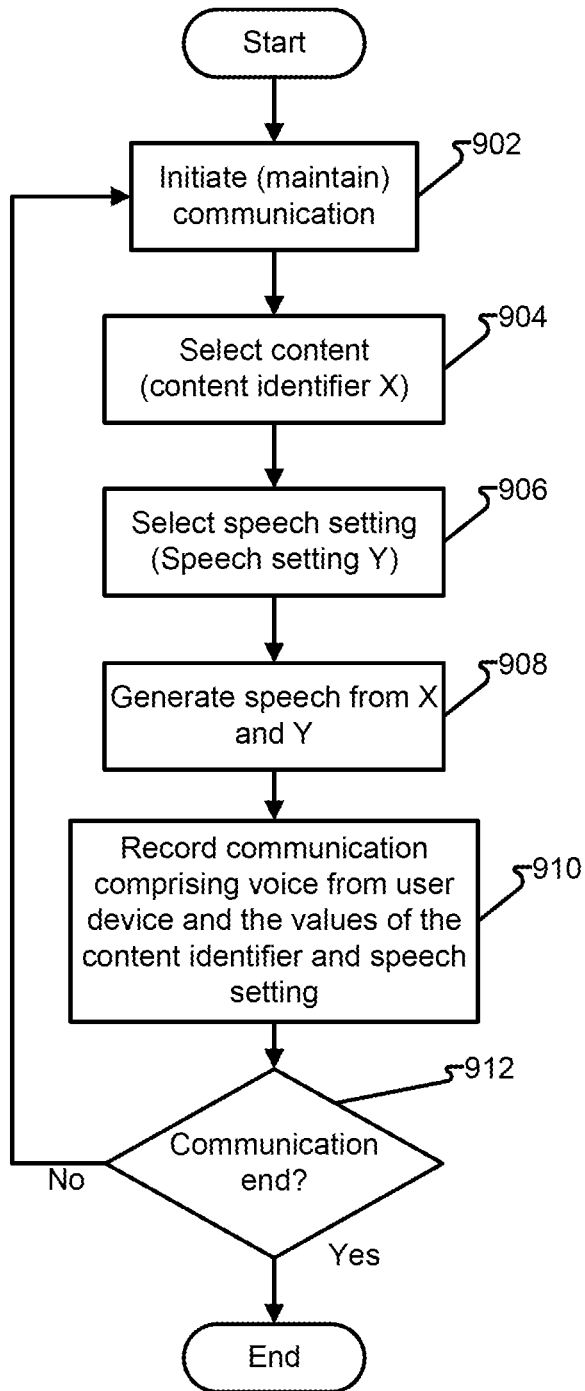 Start
902
Initiate (maintain)
communication
904
Select content
(content identifier X)
906
Select speech setting
(Speech setting Y)
908
Generate speech from X
and Y
Record communication
comprising voice from user
device and the values of the
content identifier and speech
setting
910
912
Communication
end?
No
Yes
End